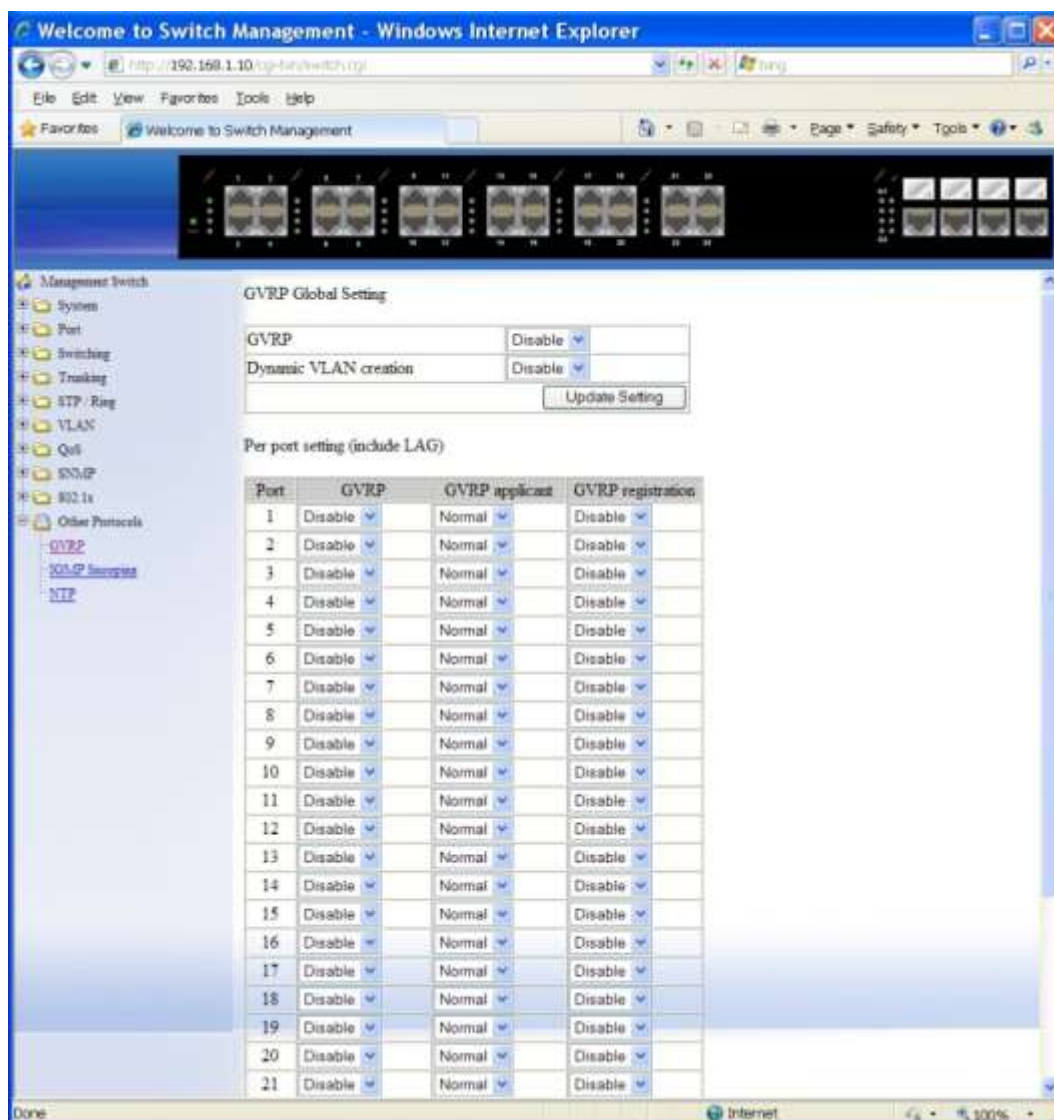 Welcome to Switch Management - Windows Internet Explorer
http://192.168.1.10/cgi-bin/switch.cgi
Bing
File Edit View Favorites Tools Help
Favorites Welcome to Switch Management Page Safety Tools
Management Switch
System
Port
Switching
Trunking
STP / Ring
VLAN
QoS
SNMP
802.1x
Other Protocols
GVRP
IGMP Snooping
NTP
GVRP Global Setting
GVRP Disable
Dynamic VLAN creation Disable
Update Setting
Per port setting (include LAG)
Port GVRP GVRP applicant GVRP registration
1 Disable Normal Disable
2 Disable Normal Disable
3 Disable Normal Disable
4 Disable Normal Disable
5 Disable Normal Disable
6 Disable Normal Disable
7 Disable Normal Disable
8 Disable Normal Disable
9 Disable Normal Disable
10 Disable Normal Disable
11 Disable Normal Disable
12 Disable Normal Disable
13 Disable Normal Disable
14 Disable Normal Disable
15 Disable Normal Disable
16 Disable Normal Disable
17 Disable Normal Disable
18 Disable Normal Disable
19 Disable Normal Disable
20 Disable Normal Disable
21 Disable Normal Disable
Done Internet 100%